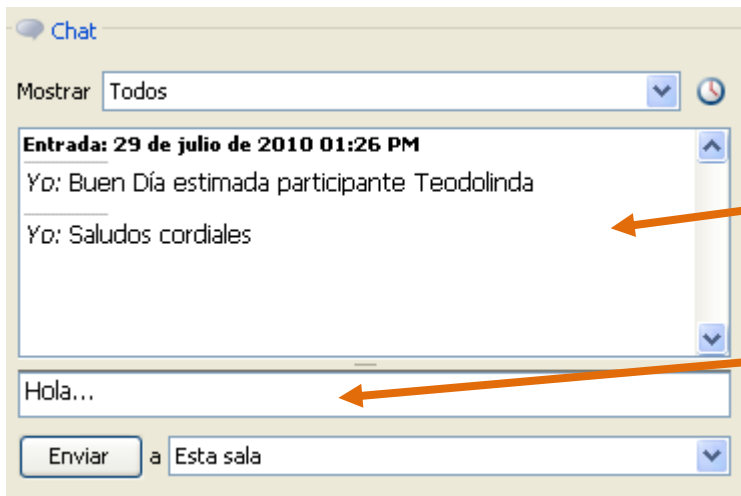 Chat
Mostrar Todos
Entrada: 29 de julio de 2010 01:26 PM
Yo: Buen Día estimada participante Teodolinda
Yo: Saludos cordiales
Hola...
Enviar a Esta sala